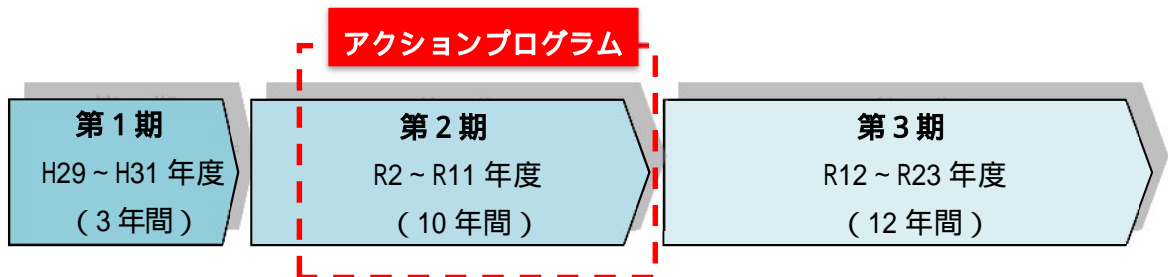 アクションプログラム
第1期
H29～H31 年度
（3 年間）
第2期
R2～R11 年度
（10 年間）
第3期
R12～R23 年度
（12 年間）